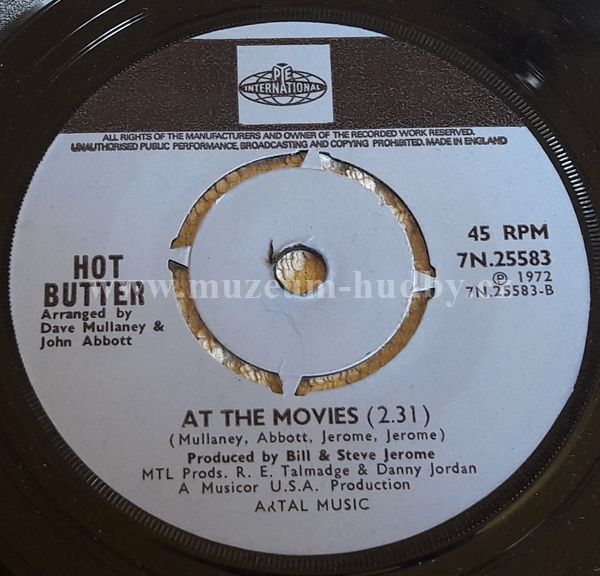 PYE
INTERNATIONAL
ALL RIGHTS OF THE MANUFACTURERS AND OWNER OF THE RECORDED WORK RESERVED.
UNAUTHORISED PUBLIC PERFORMANCE, BROADCASTING AND COPYING PROHIBITED. MADE IN ENGLAND
45 RPM
7N.25583
℗ 1972
7N.25583-B
HOT
BUTTER
Arranged by
Dave Mullaney &
John Abbott
www.muzeum-hudby.
AT THE MOVIES (2.31)
(Mullaney, Abbott, Jerome, Jerome)
Produced by Bill & Steve Jerome
MTL Prods. R. E. Talmadge & Danny Jordan
A Musicor U.S.A. Production
ARTAL MUSIC